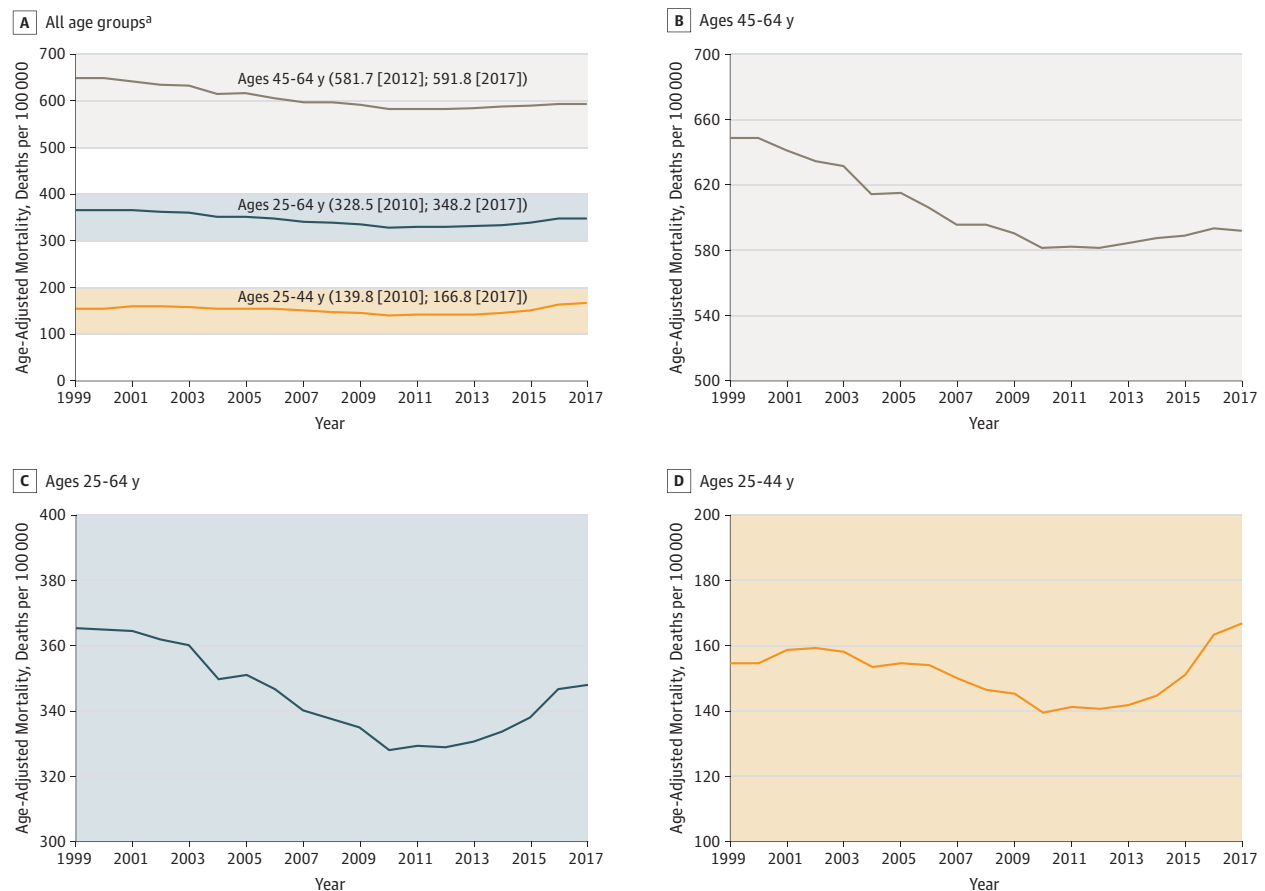 A All age groupsa
Age-Adjusted Mortality, Deaths per 100 000
700
600
500
400
300
200
100
0
Ages 45-64 y (581.7 [2012]; 591.8 [2017])
Ages 25-64 y (328.5 [2010]; 348.2 [2017])
Ages 25-44 y (139.8 [2010]; 166.8 [2017])
1999 2001 2003 2005 2007 2009 2011 2013 2015 2017
Year
B Ages 45-64 y
Age-Adjusted Mortality, Deaths per 100 000
700
660
620
580
540
500
1999 2001 2003 2005 2007 2009 2011 2013 2015 2017
Year
C Ages 25-64 y
Age-Adjusted Mortality, Deaths per 100 000
400
380
360
340
320
300
1999 2001 2003 2005 2007 2009 2011 2013 2015 2017
Year
D Ages 25-44 y
Age-Adjusted Mortality, Deaths per 100 000
200
180
160
140
120
100
1999 2001 2003 2005 2007 2009 2011 2013 2015 2017
Year